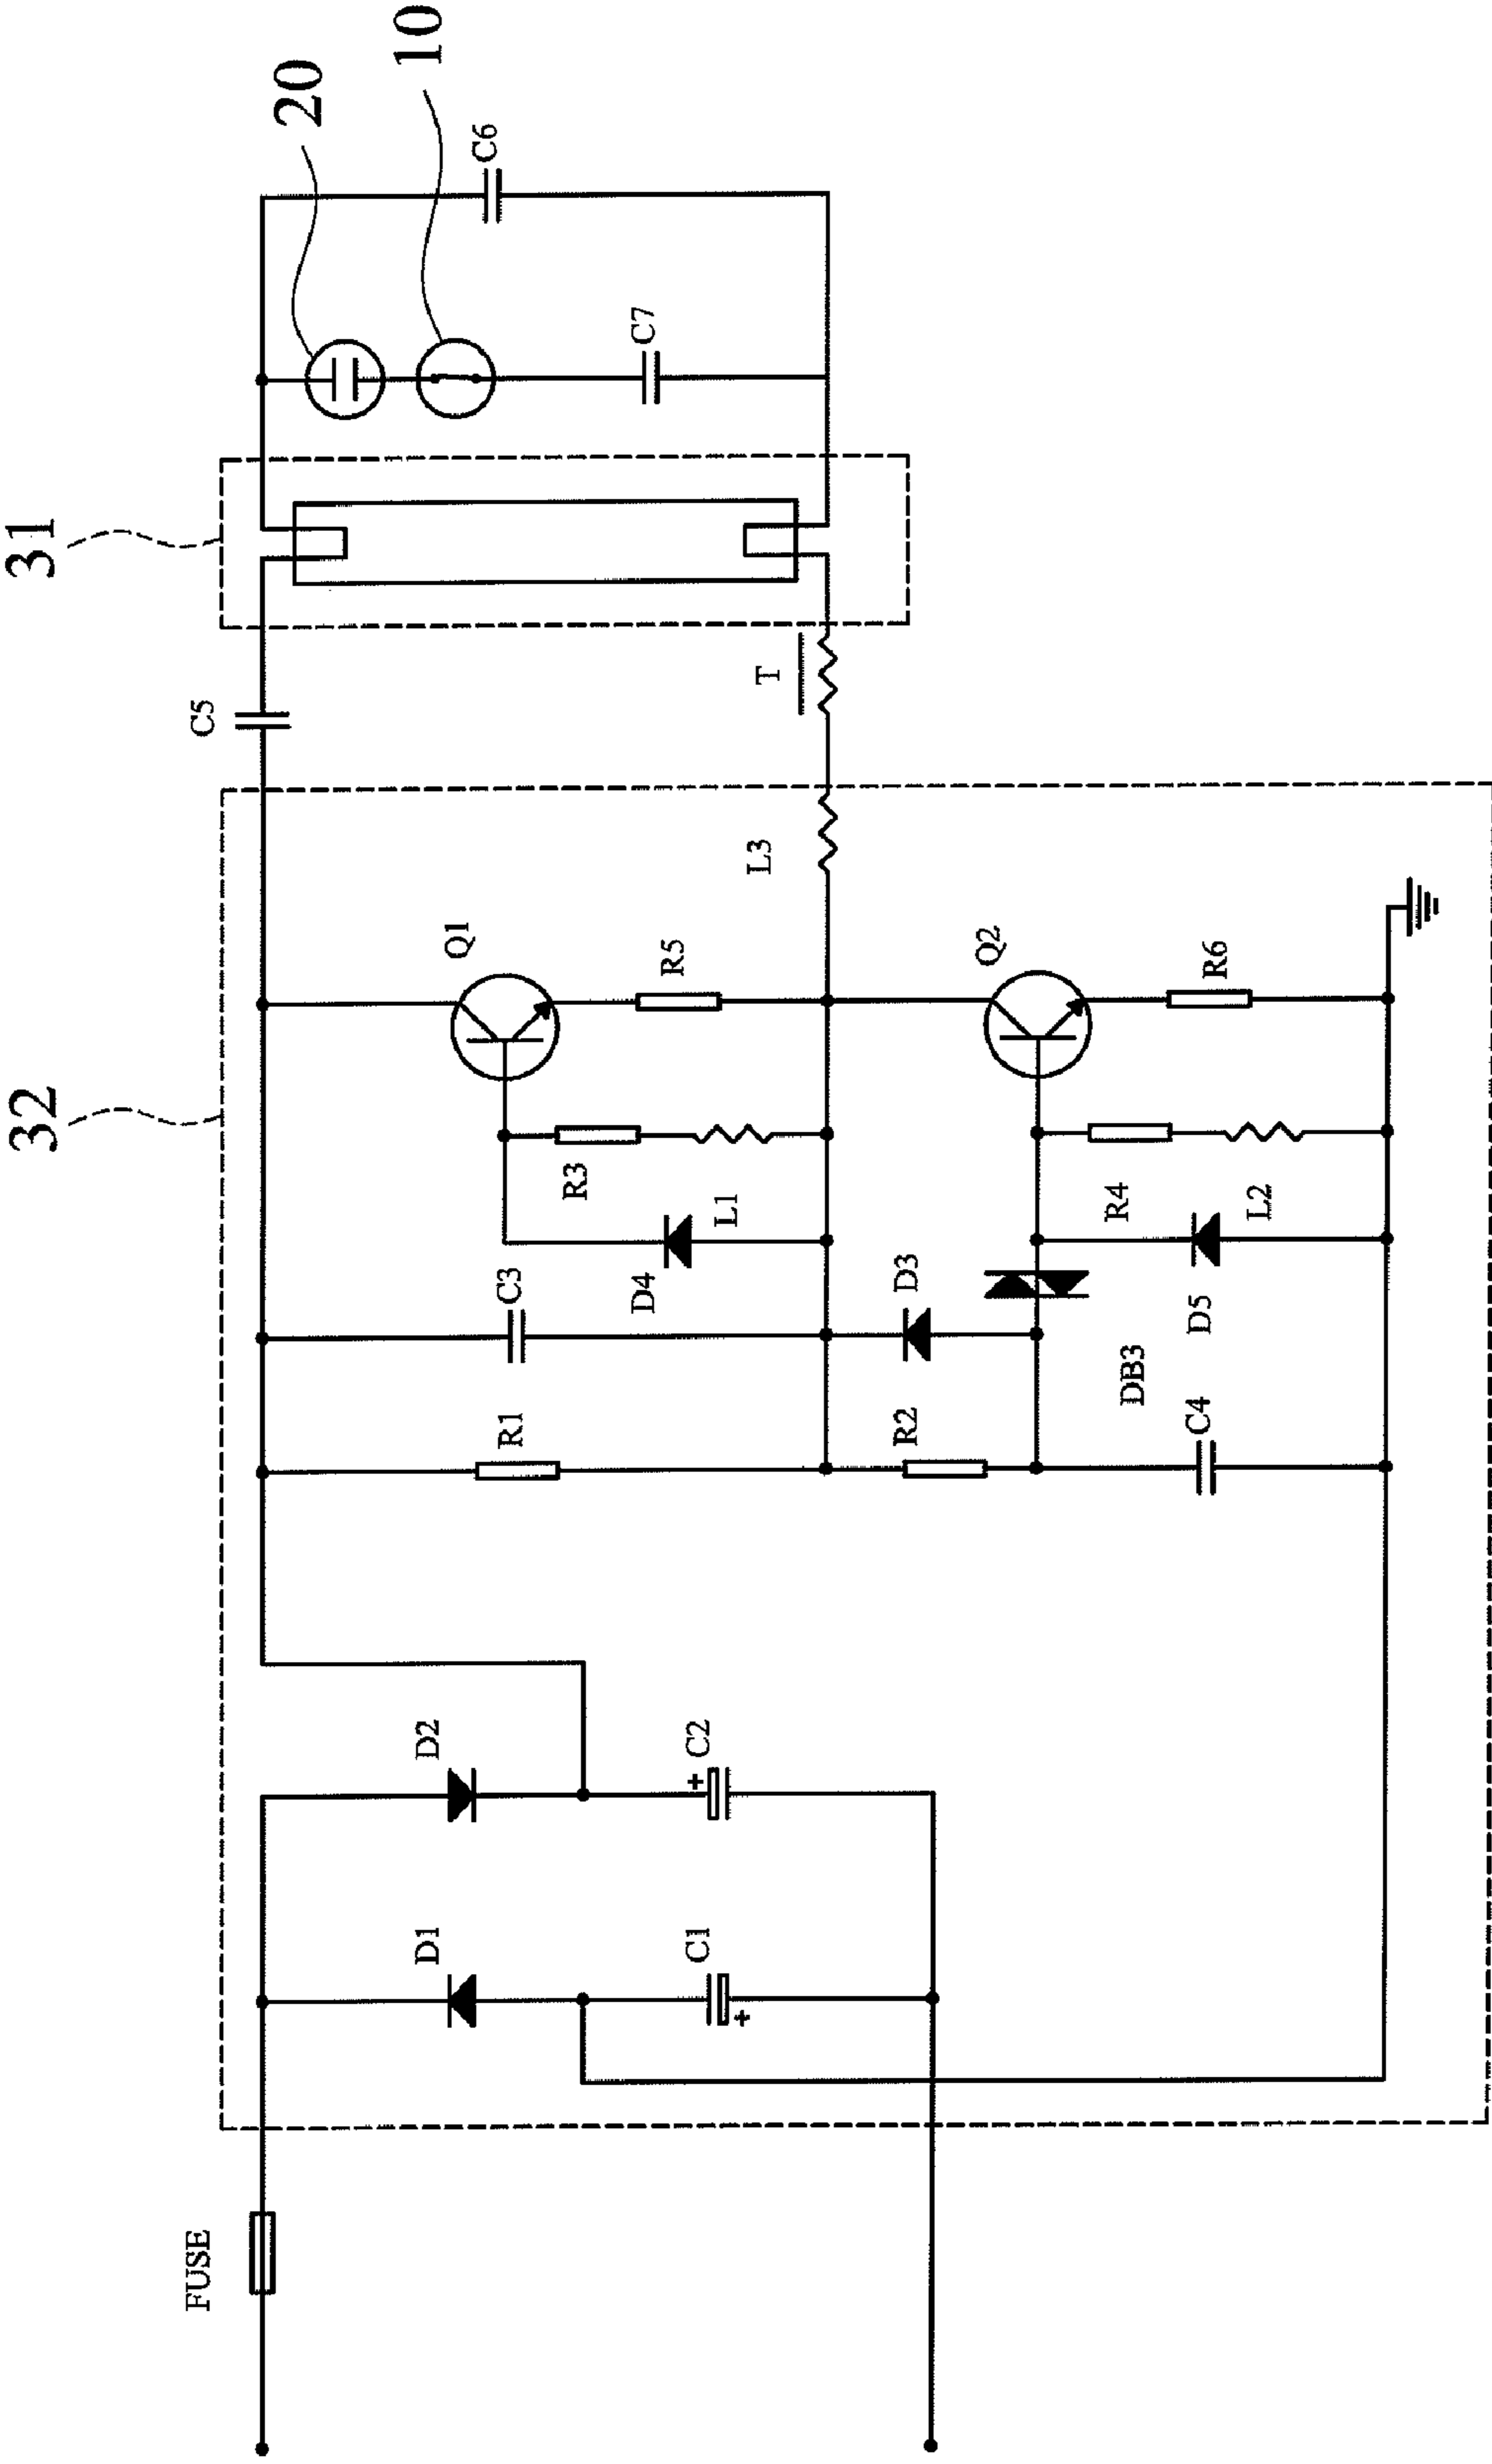 20
10
C6
C7
31
C5
T
32
L3
Q1
R5
Q2
R6
R3
L1
D4
C3
D3
R4
L2
D5
DB3
R1
R2
C4
D2
C2
+
D1
C1
+
FUSE